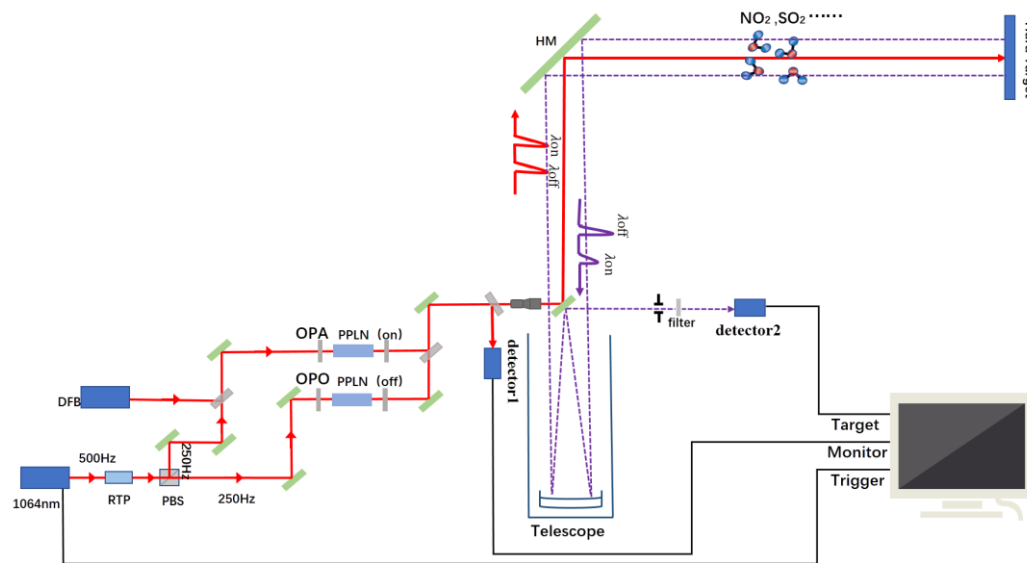 NO₂ ,SO₂ ······
HM
λon
λoff
λoff
λon
filter
detector2
detector1
OPA
PPLN (on)
OPO
PPLN (off)
DFB
250Hz
500Hz
1064nm
RTP
PBS
250Hz
Telescope
Target
Monitor
Trigger
Target